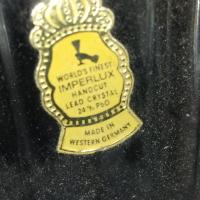 WORLD'S FINEST
IMPERLUX
HANDCUT
LEAD CRYSTAL
24% PbO
MADE IN
WESTERN GERMANY